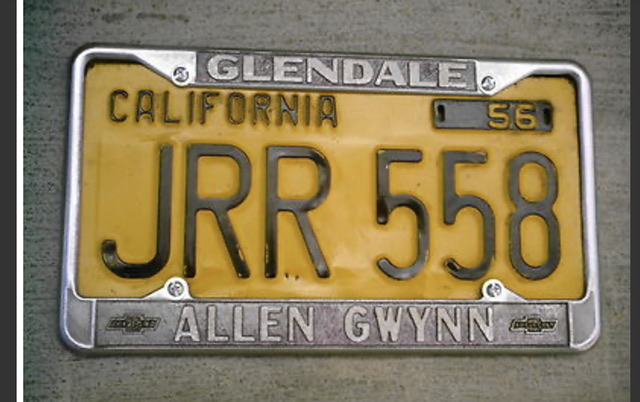 GLENDALE
CALIFORNIA 56
JRR 558
ALLEN GWYNN